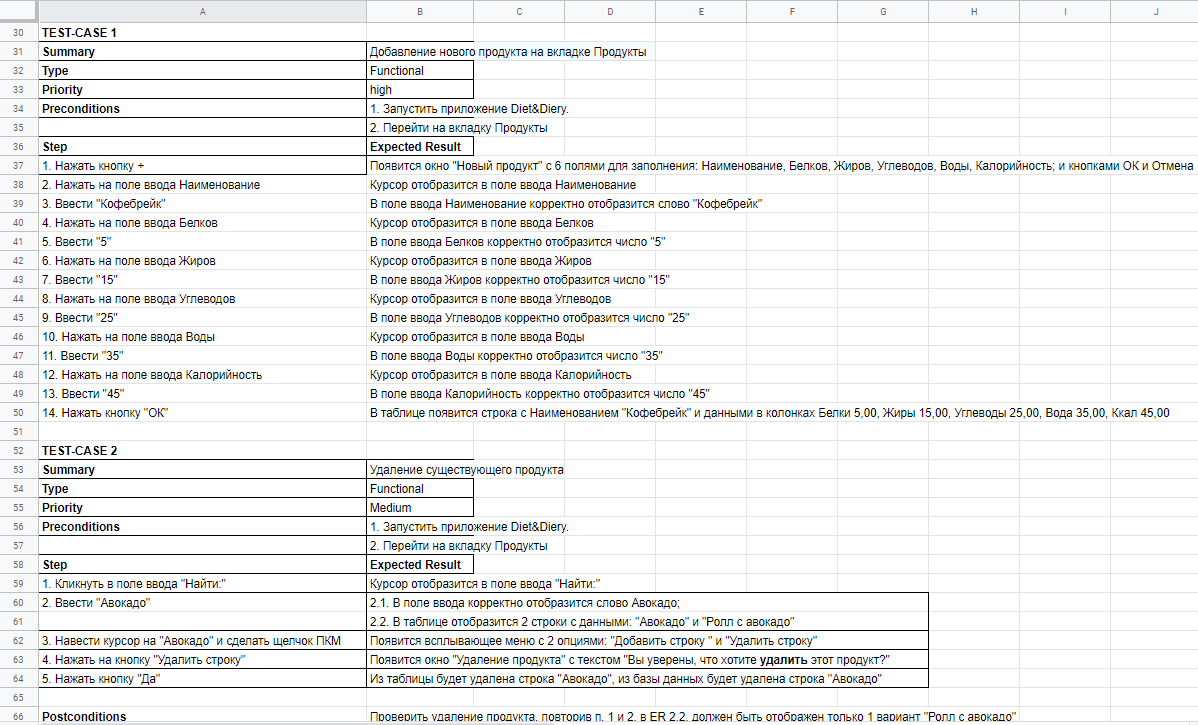 A B C D E F G H I J
30 TEST-CASE 1
31 Summary Добавление нового продукта на вкладке Продукты
32 Type Functional
33 Priority high
34 Preconditions 1. Запустить приложение Diet&Diery.
35 2. Перейти на вкладку Продукты
36 Step Expected Result
37 1. Нажать кнопку + Появится окно "Новый продукт" с 6 полями для заполнения: Наименование, Белков, Жиров, Углеводов, Воды, Калорийность; и кнопками ОК и Отмена
38 2. Нажать на поле ввода Наименование Курсор отобразится в поле ввода Наименование
39 3. Ввести "Кофебрейк" В поле ввода Наименование корректно отобразится слово "Кофебрейк"
40 4. Нажать на поле ввода Белков Курсор отобразится в поле ввода Белков
41 5. Ввести "5" В поле ввода Белков корректно отобразится число "5"
42 6. Нажать на поле ввода Жиров Курсор отобразится в поле ввода Жиров
43 7. Ввести "15" В поле ввода Жиров корректно отобразится число "15"
44 8. Нажать на поле ввода Углеводов Курсор отобразится в поле ввода Углеводов
45 9. Ввести "25" В поле ввода Углеводов корректно отобразится число "25"
46 10. Нажать на поле ввода Воды Курсор отобразится в поле ввода Воды
47 11. Ввести "35" В поле ввода Воды корректно отобразится число "35"
48 12. Нажать на поле ввода Калорийность Курсор отобразится в поле ввода Калорийность
49 13. Ввести "45" В поле ввода Калорийность корректно отобразится число "45"
50 14. Нажать кнопку "ОК" В таблице появится строка с Наименованием "Кофебрейк" и данными в колонках Белки 5,00, Жиры 15,00, Углеводы 25,00, Вода 35,00, Ккал 45,00
51
52 TEST-CASE 2
53 Summary Удаление существующего продукта
54 Type Functional
55 Priority Medium
56 Preconditions 1. Запустить приложение Diet&Diery.
57 2. Перейти на вкладку Продукты
58 Step Expected Result
59 1. Кликнуть в поле ввода "Найти:" Курсор отобразится в поле ввода "Найти:"
60 2. Ввести "Авокадо" 2.1. В поле ввода корректно отобразится слово Авокадо;
61 2.2. В таблице отобразится 2 строки с данными: "Авокадо" и "Ролл с авокадо"
62 3. Навести курсор на "Авокадо" и сделать щелчок ПКМ Появится всплывающее меню с 2 опциями: "Добавить строку " и "Удалить строку"
63 4. Нажать на кнопку "Удалить строку" Появится окно "Удаление продукта" с текстом "Вы уверены, что хотите удалить этот продукт?"
64 5. Нажать кнопку "Да" Из таблицы будет удалена строка "Авокадо", из базы данных будет удалена строка "Авокадо"
65
66 Postconditions Проверить удаление продукта, повторив п. 1 и 2. в ER 2.2. должен быть отображен только 1 вариант "Ролл с авокадо"